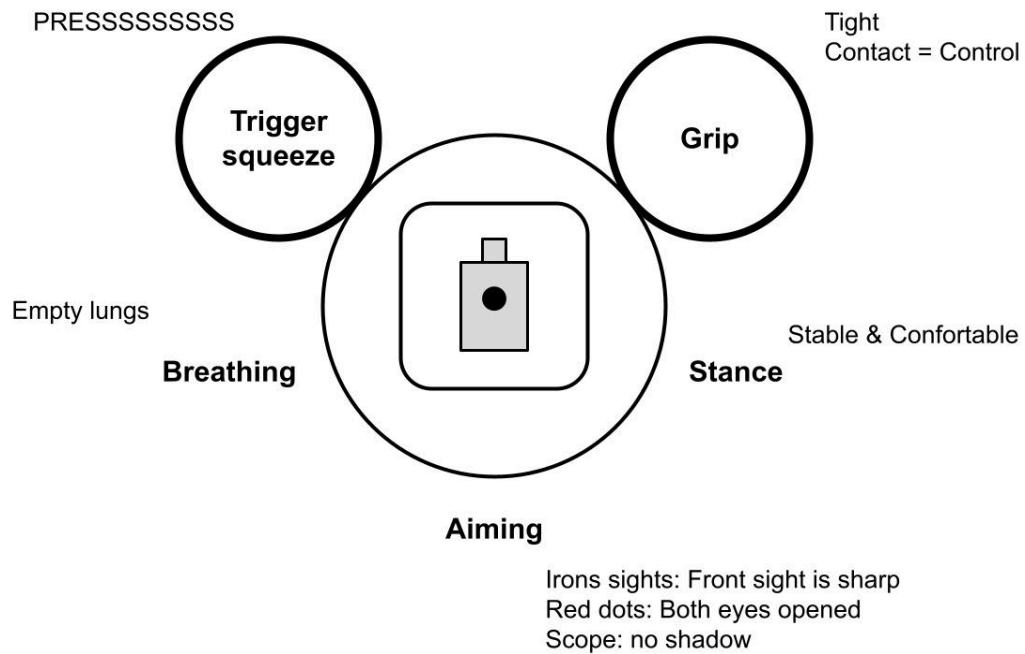 PRESSSSSSSSS
Tight
Contact = Control
Trigger
squeeze
Grip
Empty lungs
Stable & Confortable
Breathing
Stance
Aiming
Irons sights: Front sight is sharp
Red dots: Both eyes opened
Scope: no shadow